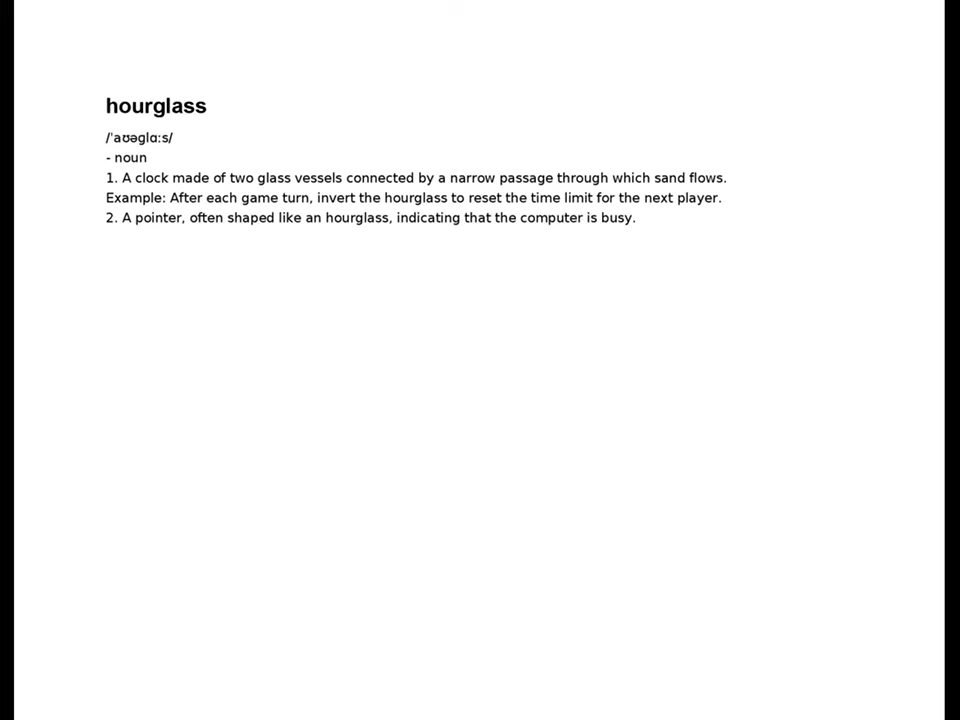 hourglass
/ˈaʊəɡlɑːs/
- noun
1. A clock made of two glass vessels connected by a narrow passage through which sand flows.
Example: After each game turn, invert the hourglass to reset the time limit for the next player.
2. A pointer, often shaped like an hourglass, indicating that the computer is busy.